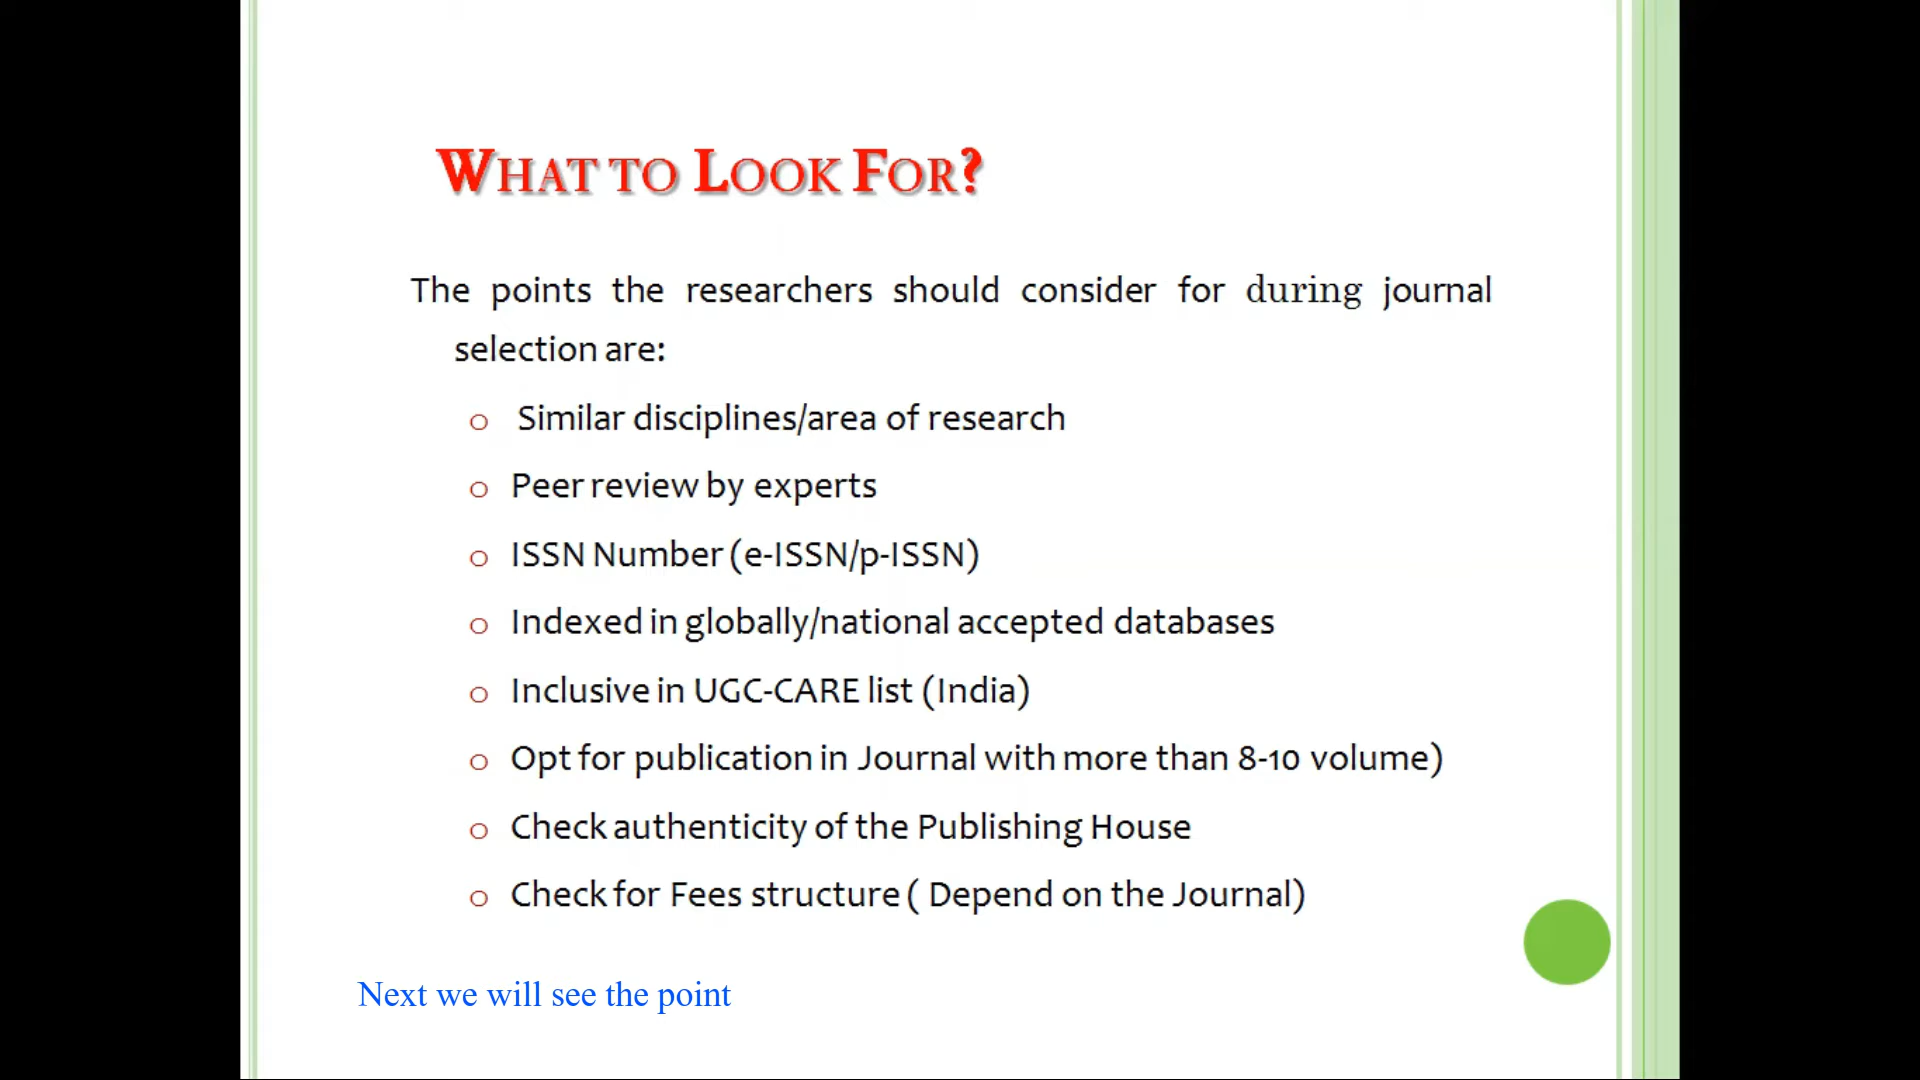 WHAT TO LOOK FOR?
The points the researchers should consider for during journal
selection are:
o Similar disciplines/area of research
o Peer review by experts
o ISSN Number (e-ISSN/p-ISSN)
o Indexed in globally/national accepted databases
o Inclusive in UGC-CARE list (India)
o Opt for publication in Journal with more than 8-10 volume)
o Check authenticity of the Publishing House
o Check for Fees structure ( Depend on the Journal)
Next we will see the point